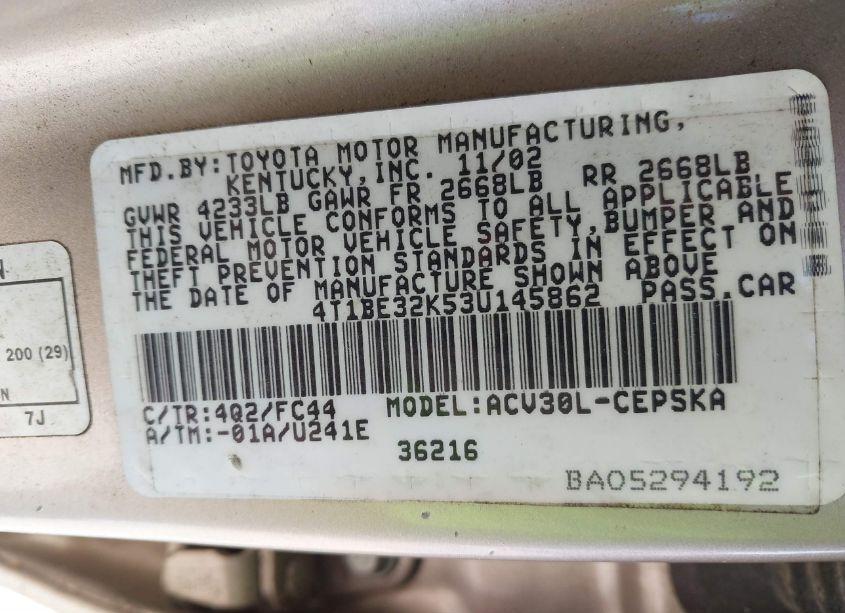 MFD.BY:TOYOTA MOTOR MANUFACTURING,
KENTUCKY,INC. 11/02
GVWR 4233LB GAWR FR 2668LB RR 2668LB
THIS VEHICLE CONFORMS TO ALL APPLICABLE
FEDERAL MOTOR VEHICLE SAFETY,BUMPER AND
THEFT PREVENTION STANDARDS IN EFFECT ON
THE DATE OF MANUFACTURE SHOWN ABOVE
4T1BE32K53U145862 PASS.CAR
C/TR:4Q2/FC44 MODEL:ACV30L-CEPSKA
A/TM:-01A/U241E
36216
BA05294192
N
200 (29)
N
7J